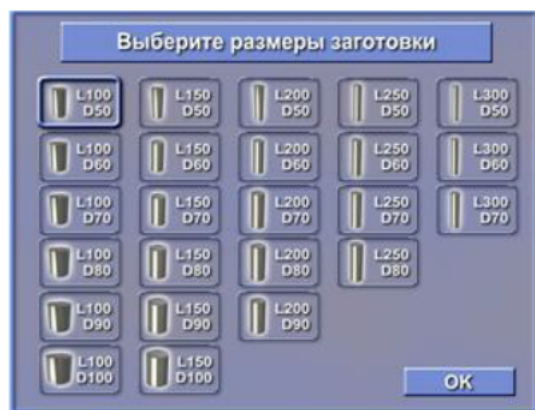 Выберите размеры заготовки
L100 L150 L200 L250 L300
D50 D50 D50 D50 D50
L100 L150 L200 L250 L300
D60 D60 D60 D60 D60
L100 L150 L200 L250 L300
D70 D70 D70 D70 D70
L100 L150 L200 L250
D80 D80 D80 D80
L100 L150 L200
D90 D90 D90
L100 L150
D100 D100
OK